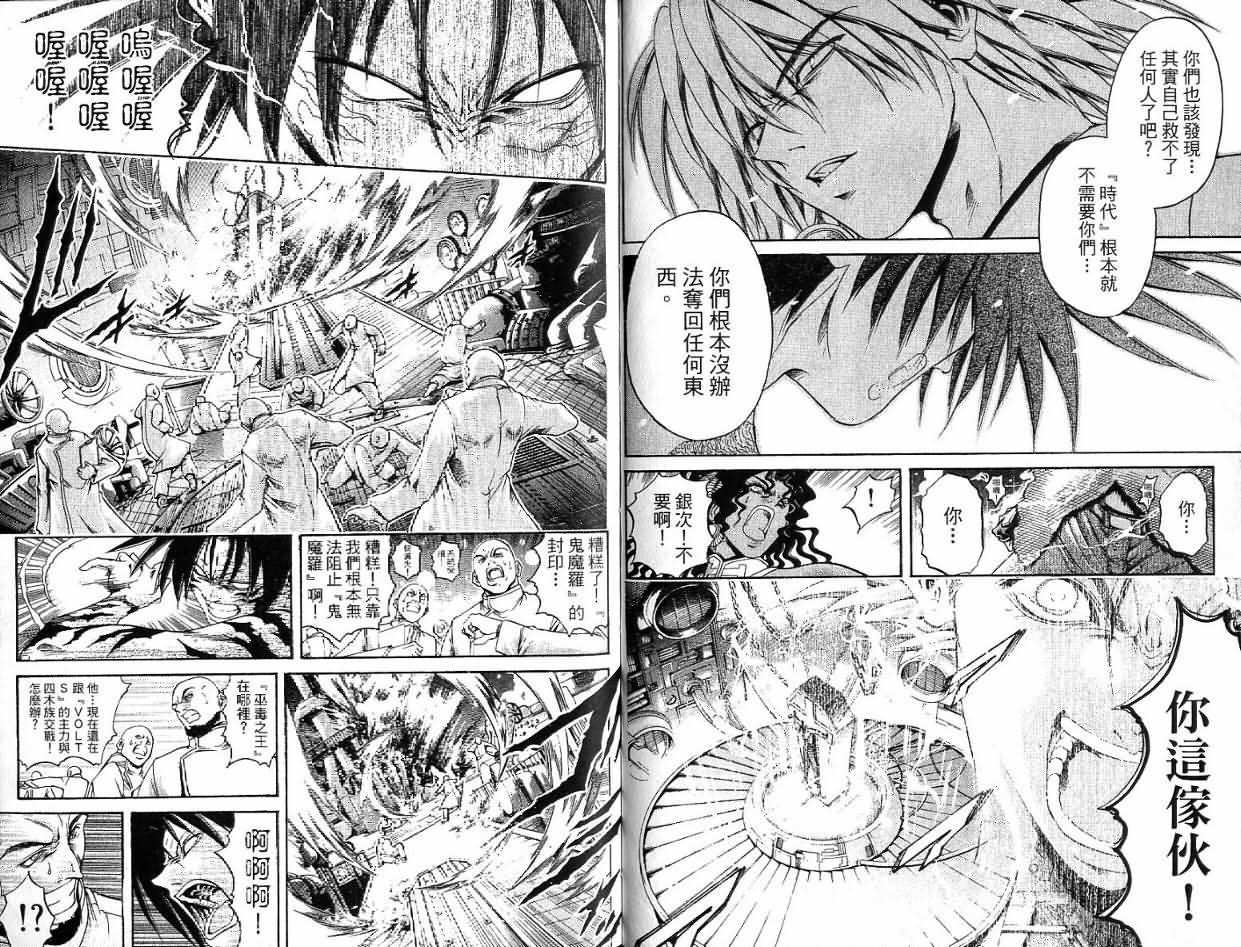 你們也該發現…
其實自己救不了
任何人了吧？
『時代』根本就
不需要你們…
你們根本沒辦
法奪回任何東
西。
你…
你…
！
銀次！不
要啊！
你這傢伙！
嗚喔喔
喔喔喔
喔喔！
糟糕了！『
鬼魔羅』的
封印…
糟糕！只靠
我們根本無
法阻止『鬼
魔羅』啊！
『巫毒之王』
在哪裡？
他…現在還在
跟『VOLT
S』的主力與
四木族交戰！
怎麼辦？
啊啊啊！
！？